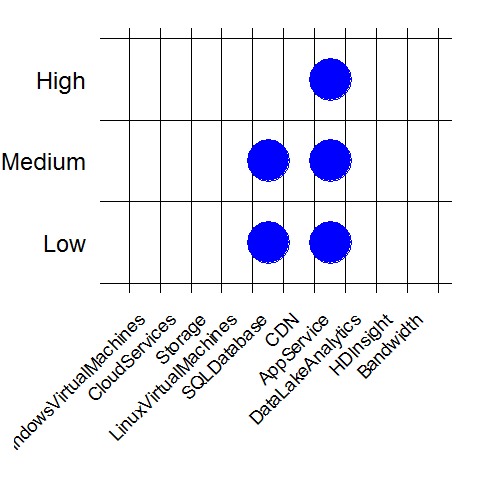 High
Medium
Low
ndowsVirtualMachines
CloudServices
Storage
LinuxVirtualMachines
SQLDatabase
CDN
AppService
DataLakeAnalytics
HDInsight
Bandwidth